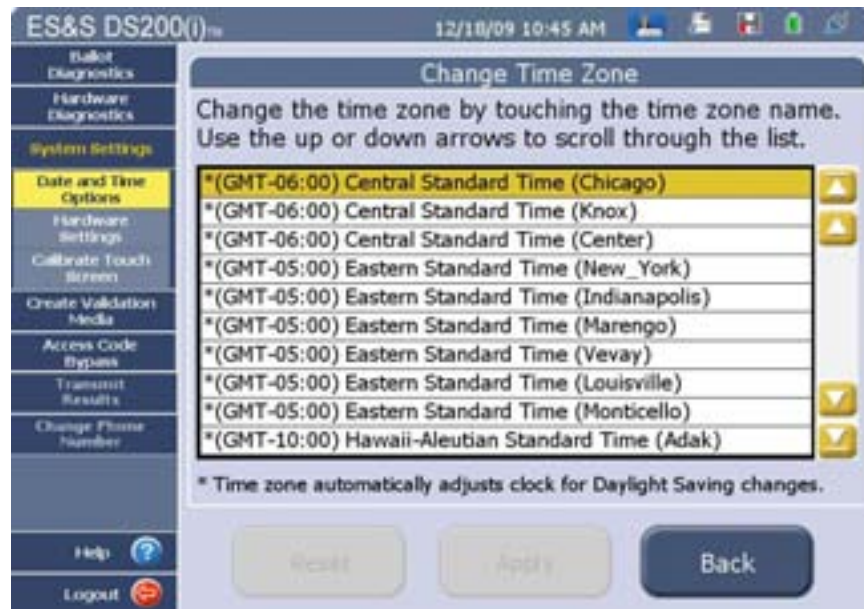 ES&S DS200(i)™
12/18/09 10:45 AM
Ballot
Diagnostics
Hardware
Diagnostics
System Settings
Date and Time
Options
Hardware
Settings
Calibrate Touch
Screen
Create Validation
Media
Access Code
Bypass
Transmit
Results
Change Phone
Number
Help
Logout
Change Time Zone
Change the time zone by touching the time zone name.
Use the up or down arrows to scroll through the list.
*(GMT-06:00) Central Standard Time (Chicago)
*(GMT-06:00) Central Standard Time (Knox)
*(GMT-06:00) Central Standard Time (Center)
*(GMT-05:00) Eastern Standard Time (New_York)
*(GMT-05:00) Eastern Standard Time (Indianapolis)
*(GMT-05:00) Eastern Standard Time (Marengo)
*(GMT-05:00) Eastern Standard Time (Vevay)
*(GMT-05:00) Eastern Standard Time (Louisville)
*(GMT-05:00) Eastern Standard Time (Monticello)
*(GMT-10:00) Hawaii-Aleutian Standard Time (Adak)
* Time zone automatically adjusts clock for Daylight Saving changes.
Reset
Apply
Back